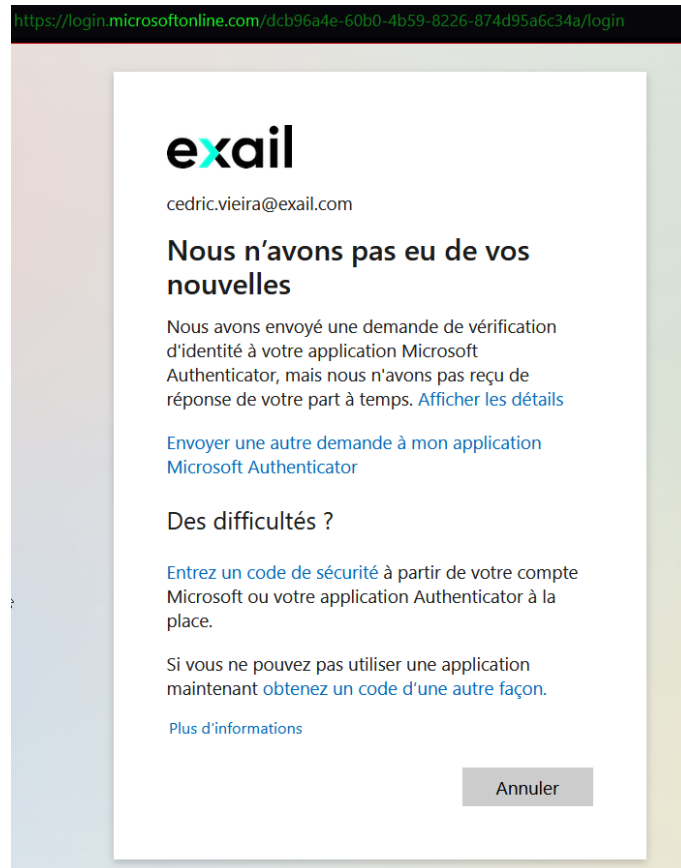 https://login.microsoftonline.com/dcb96a4e-60b0-4b59-8226-874d95a6c34a/login
exail
cedric.vieira@exail.com
Nous n’avons pas eu de vos
nouvelles
Nous avons envoyé une demande de vérification
d'identité à votre application Microsoft
Authenticator, mais nous n'avons pas reçu de
réponse de votre part à temps. Afficher les détails
Envoyer une autre demande à mon application
Microsoft Authenticator
Des difficultés ?
Entrez un code de sécurité à partir de votre compte
Microsoft ou votre application Authenticator à la
place.
Si vous ne pouvez pas utiliser une application
maintenant obtenez un code d’une autre façon.
Plus d'informations
Annuler